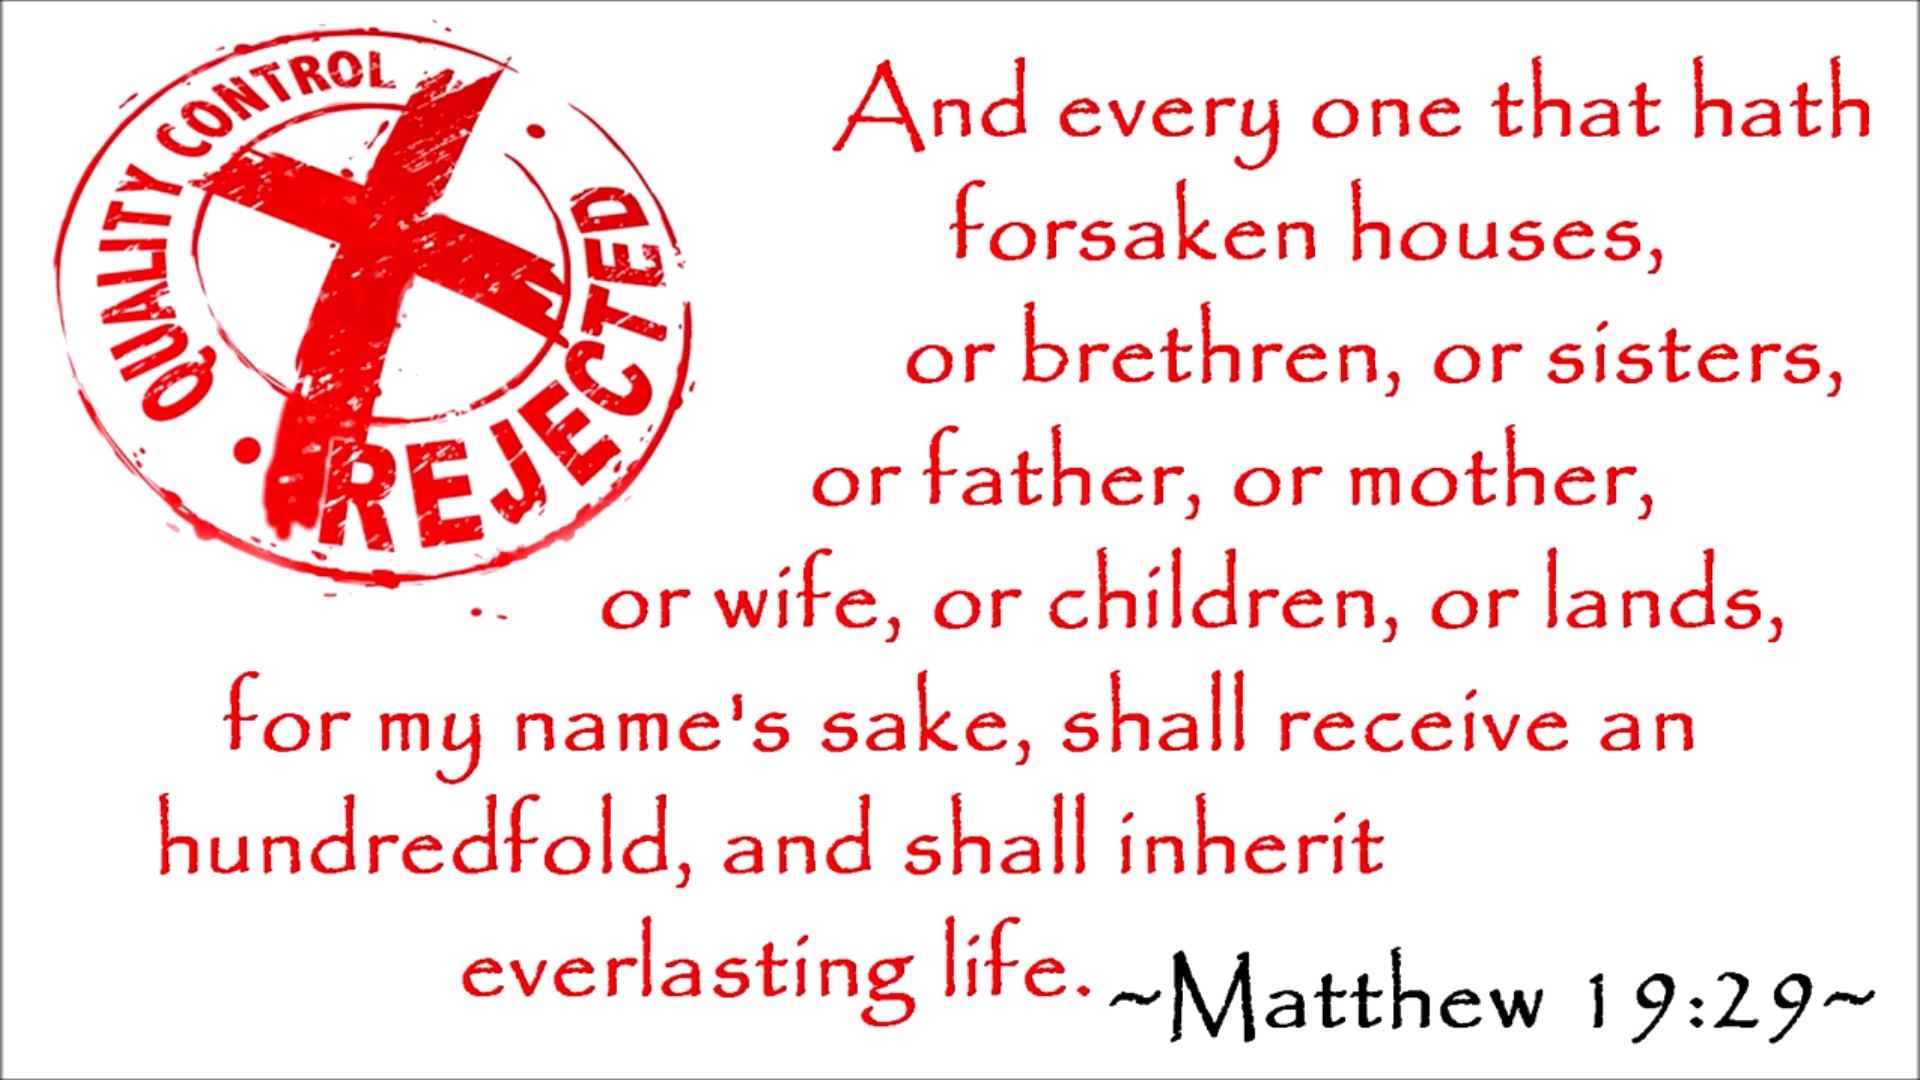 QUALITY CONTROL
REJECTED
And every one that hath
forsaken houses,
or brethren, or sisters,
or father, or mother,
or wife, or children, or lands,
for my name's sake, shall receive an
hundredfold, and shall inherit
everlasting life.
~Matthew 19:29~